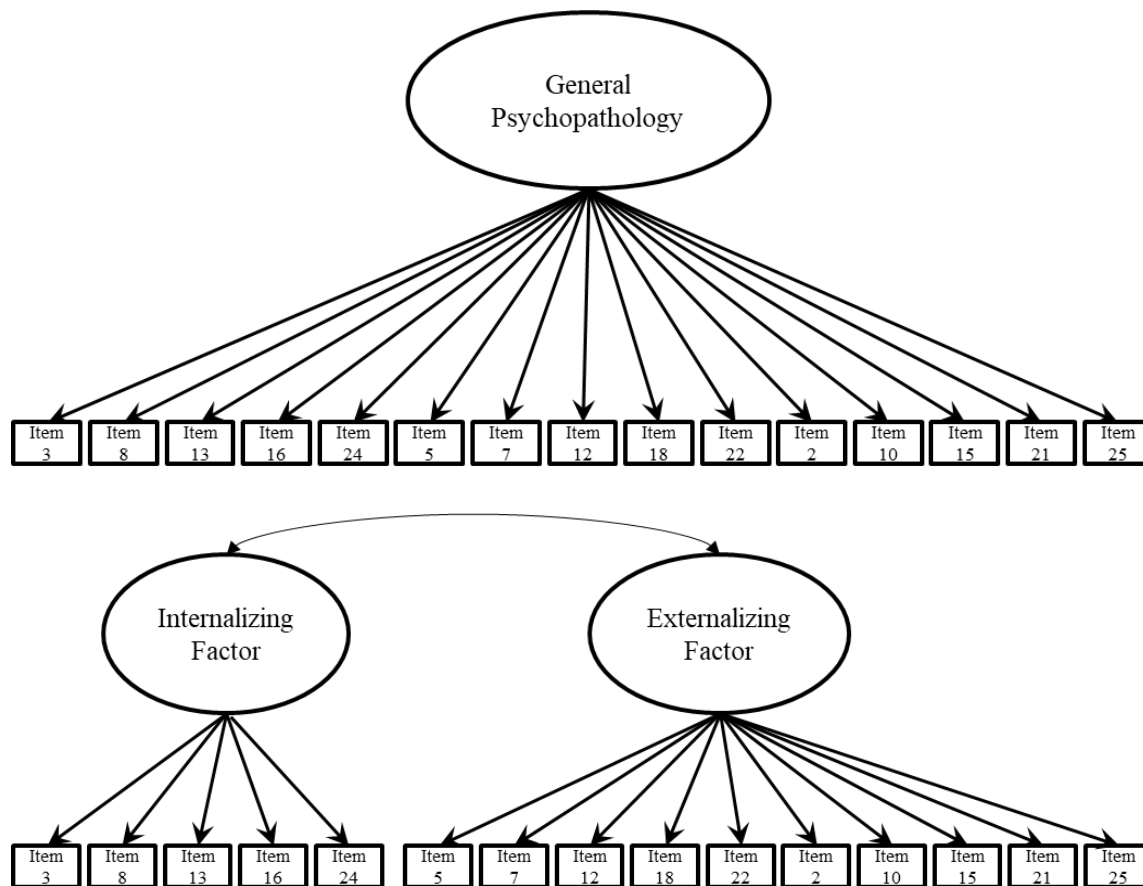 General
Psychopathology
Item Item Item Item Item Item Item Item Item Item Item Item Item Item Item
3 8 13 16 24 5 7 12 18 22 2 10 15 21 25
Internalizing
Factor
Externalizing
Factor
Item Item Item Item Item Item Item Item Item Item Item Item Item Item Item
3 8 13 16 24 5 7 12 18 22 2 10 15 21 25